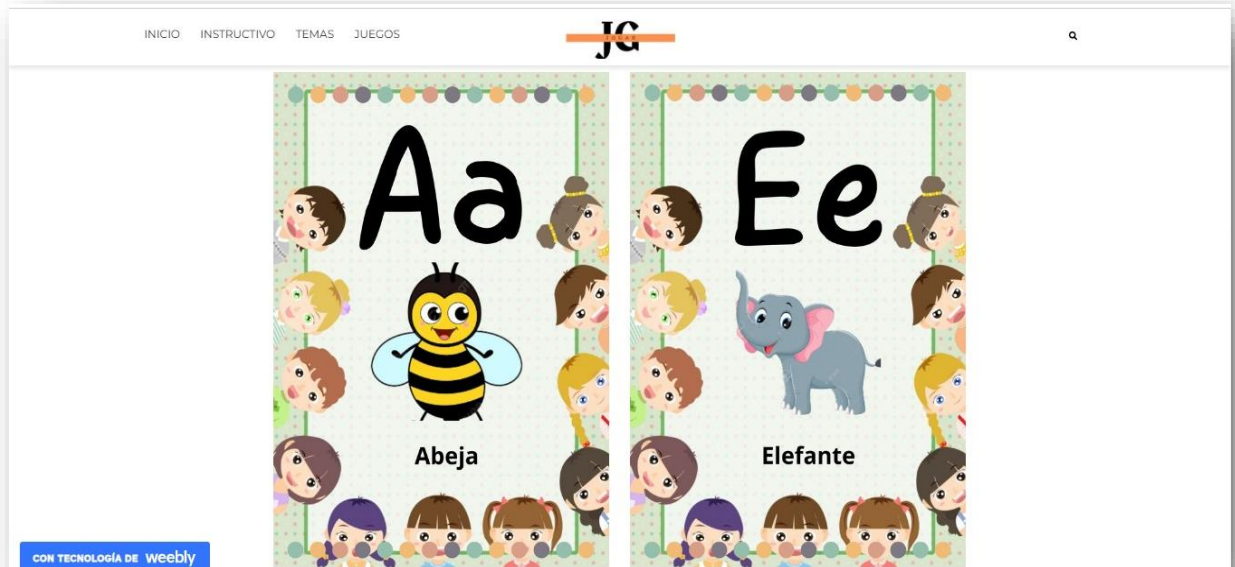 INICIO INSTRUCTIVO TEMAS JUEGOS
JG
Aa
Abeja
Ee
Elefante
CON TECNOLOGÍA DE weebly